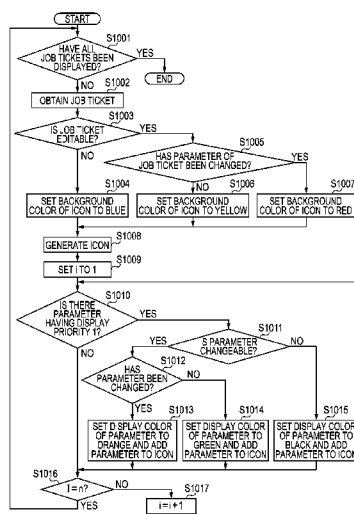 START
S1001
HAVE ALL
JOB TICKETS BEEN
DISPLAYED?
YES
END
NO
S1002
OBTAIN JOB TICKET
S1003
IS JOB TICKET
EDITABLE?
YES
S1005
NO
HAS PARAMETER OF
JOB TICKET BEEN CHANGED?
YES
NO
S1004
S1006
S1007
SET BACKGROUND
COLOR OF ICON TO BLUE
SET BACKGROUND
COLOR OF ICON TO YELLOW
SET BACKGROUND
COLOR OF ICON TO RED
S1008
GENERATE ICON
S1009
SET I TO 1
S1010
IS THERE
PARAMETER
HAVING DISPLAY
PRIORITY 1?
YES
S1011
NO
S PARAMETER
CHANGEABLE?
YES
NO
S1012
HAS
PARAMETER BEEN
CHANGED?
NO
YES
S1013
S1014
S1015
SET D SPLAY COLOR
OF PARAMETER TO
ORANGE AND ADD
PARAMETER TO ICON
SET DISPLAY COLOR
OF PARAMETER TO
GREEN AND ADD
PARAMETER TO ICON
SET DISPLAY COLOR
OF PARAMETER TO
BLACK AND ADD
PARAMETER TO ICON
S1016
I=n?
NO
S1017
i=i+1
YES